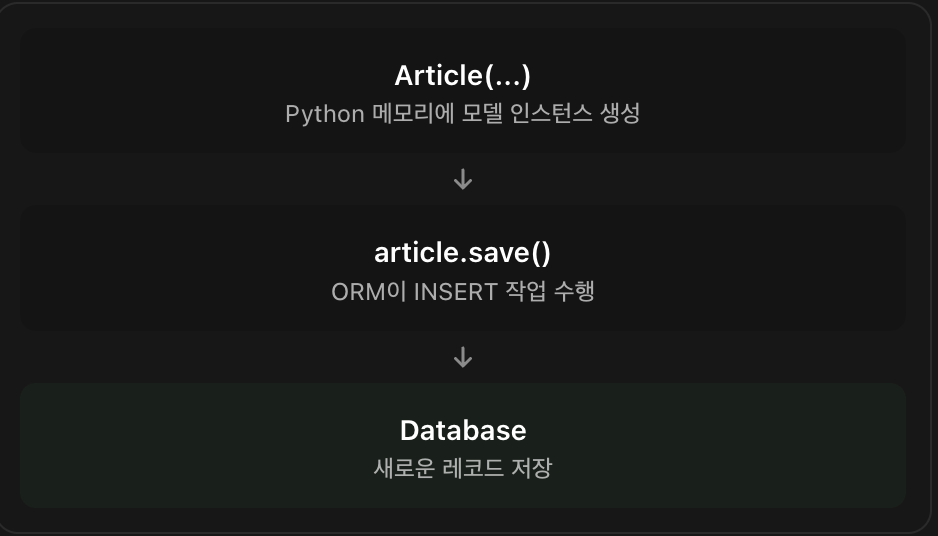 Article(...)
Python 메모리에 모델 인스턴스 생성
↓
article.save()
ORM이 INSERT 작업 수행
↓
Database
새로운 레코드 저장